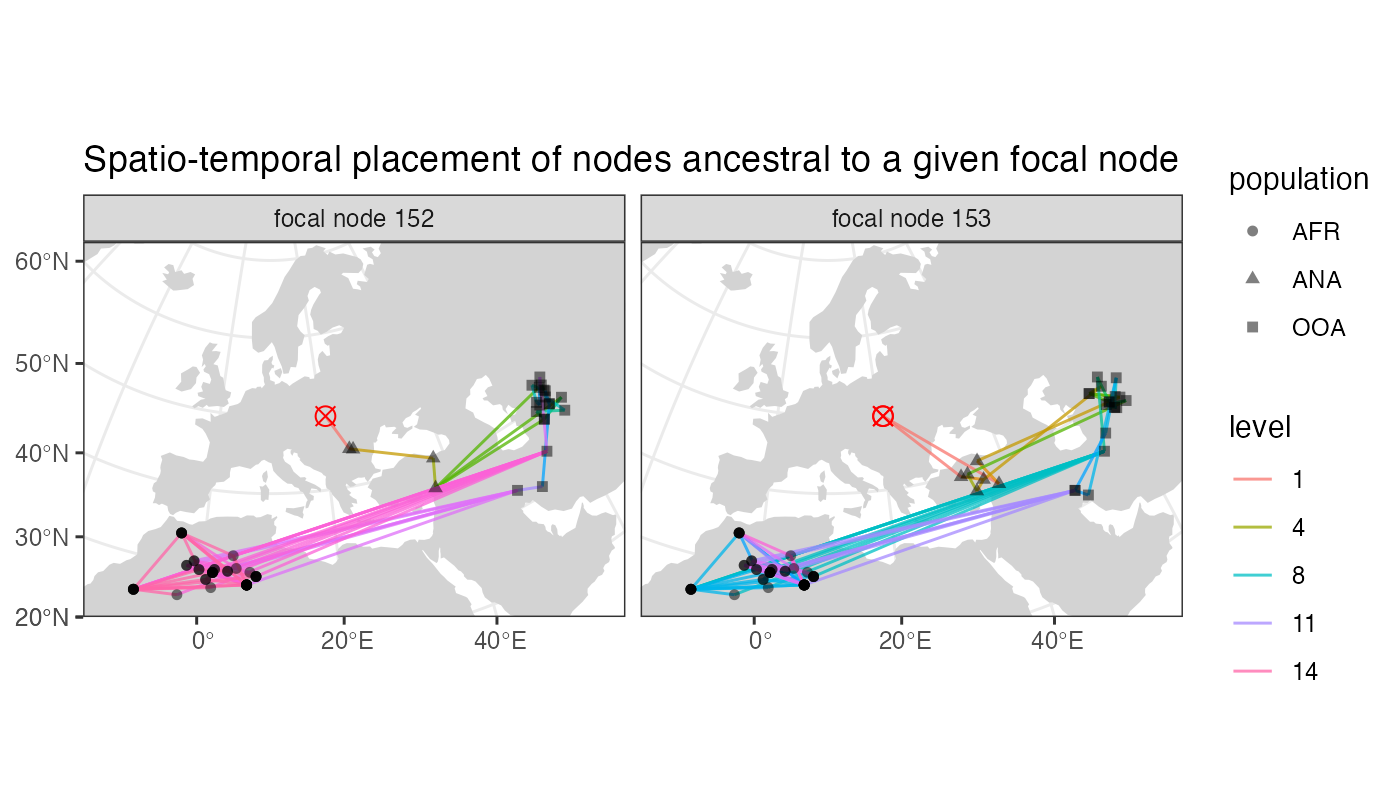 Spatio-temporal placement of nodes ancestral to a given focal node
focal node 152
focal node 153
60°N
50°N
40°N
30°N
20°N
0°
20°E
40°E
0°
20°E
40°E
population
AFR
ANA
OOA
level
1
4
8
11
14